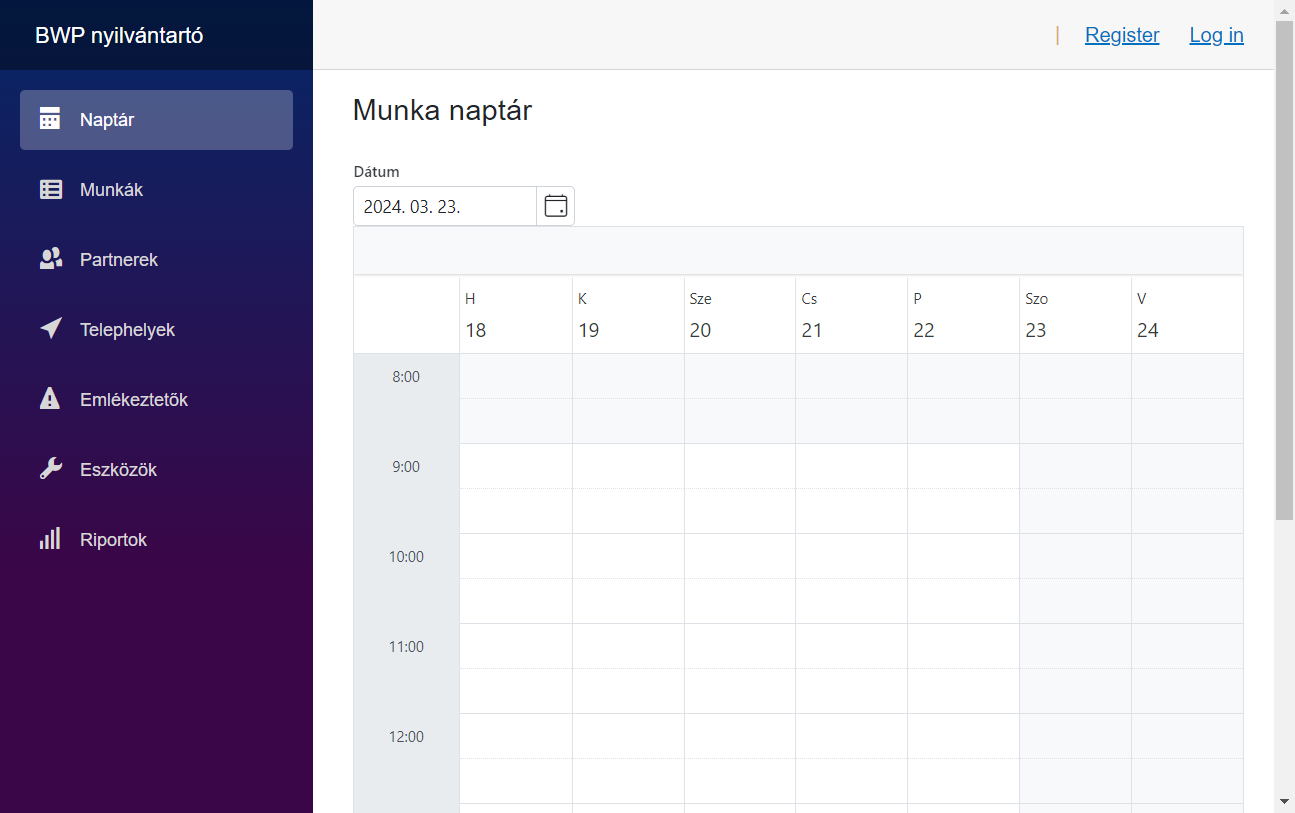 BWP nyilvántartó
| Register Log in
Naptár
Munkák
Partnerek
Telephelyek
Emlékeztetők
Eszközök
Riportok
Munka naptár
Dátum
2024. 03. 23.
H K Sze Cs P Szo V
18 19 20 21 22 23 24
8:00
9:00
10:00
11:00
12:00